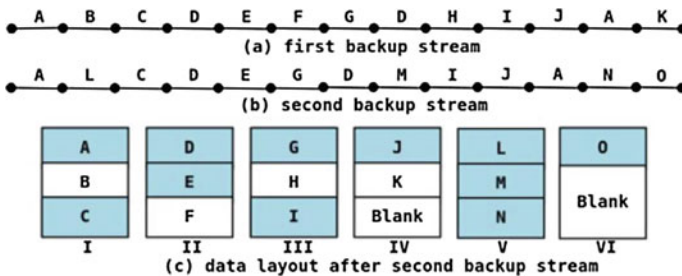 A B C D E F G D H I J A K
(a) first backup stream
A L C D E G D M I J A N O
(b) second backup stream
A D G J L O
B E H K M Blank
C F I Blank N
I II III IV V VI
(c) data layout after second backup stream